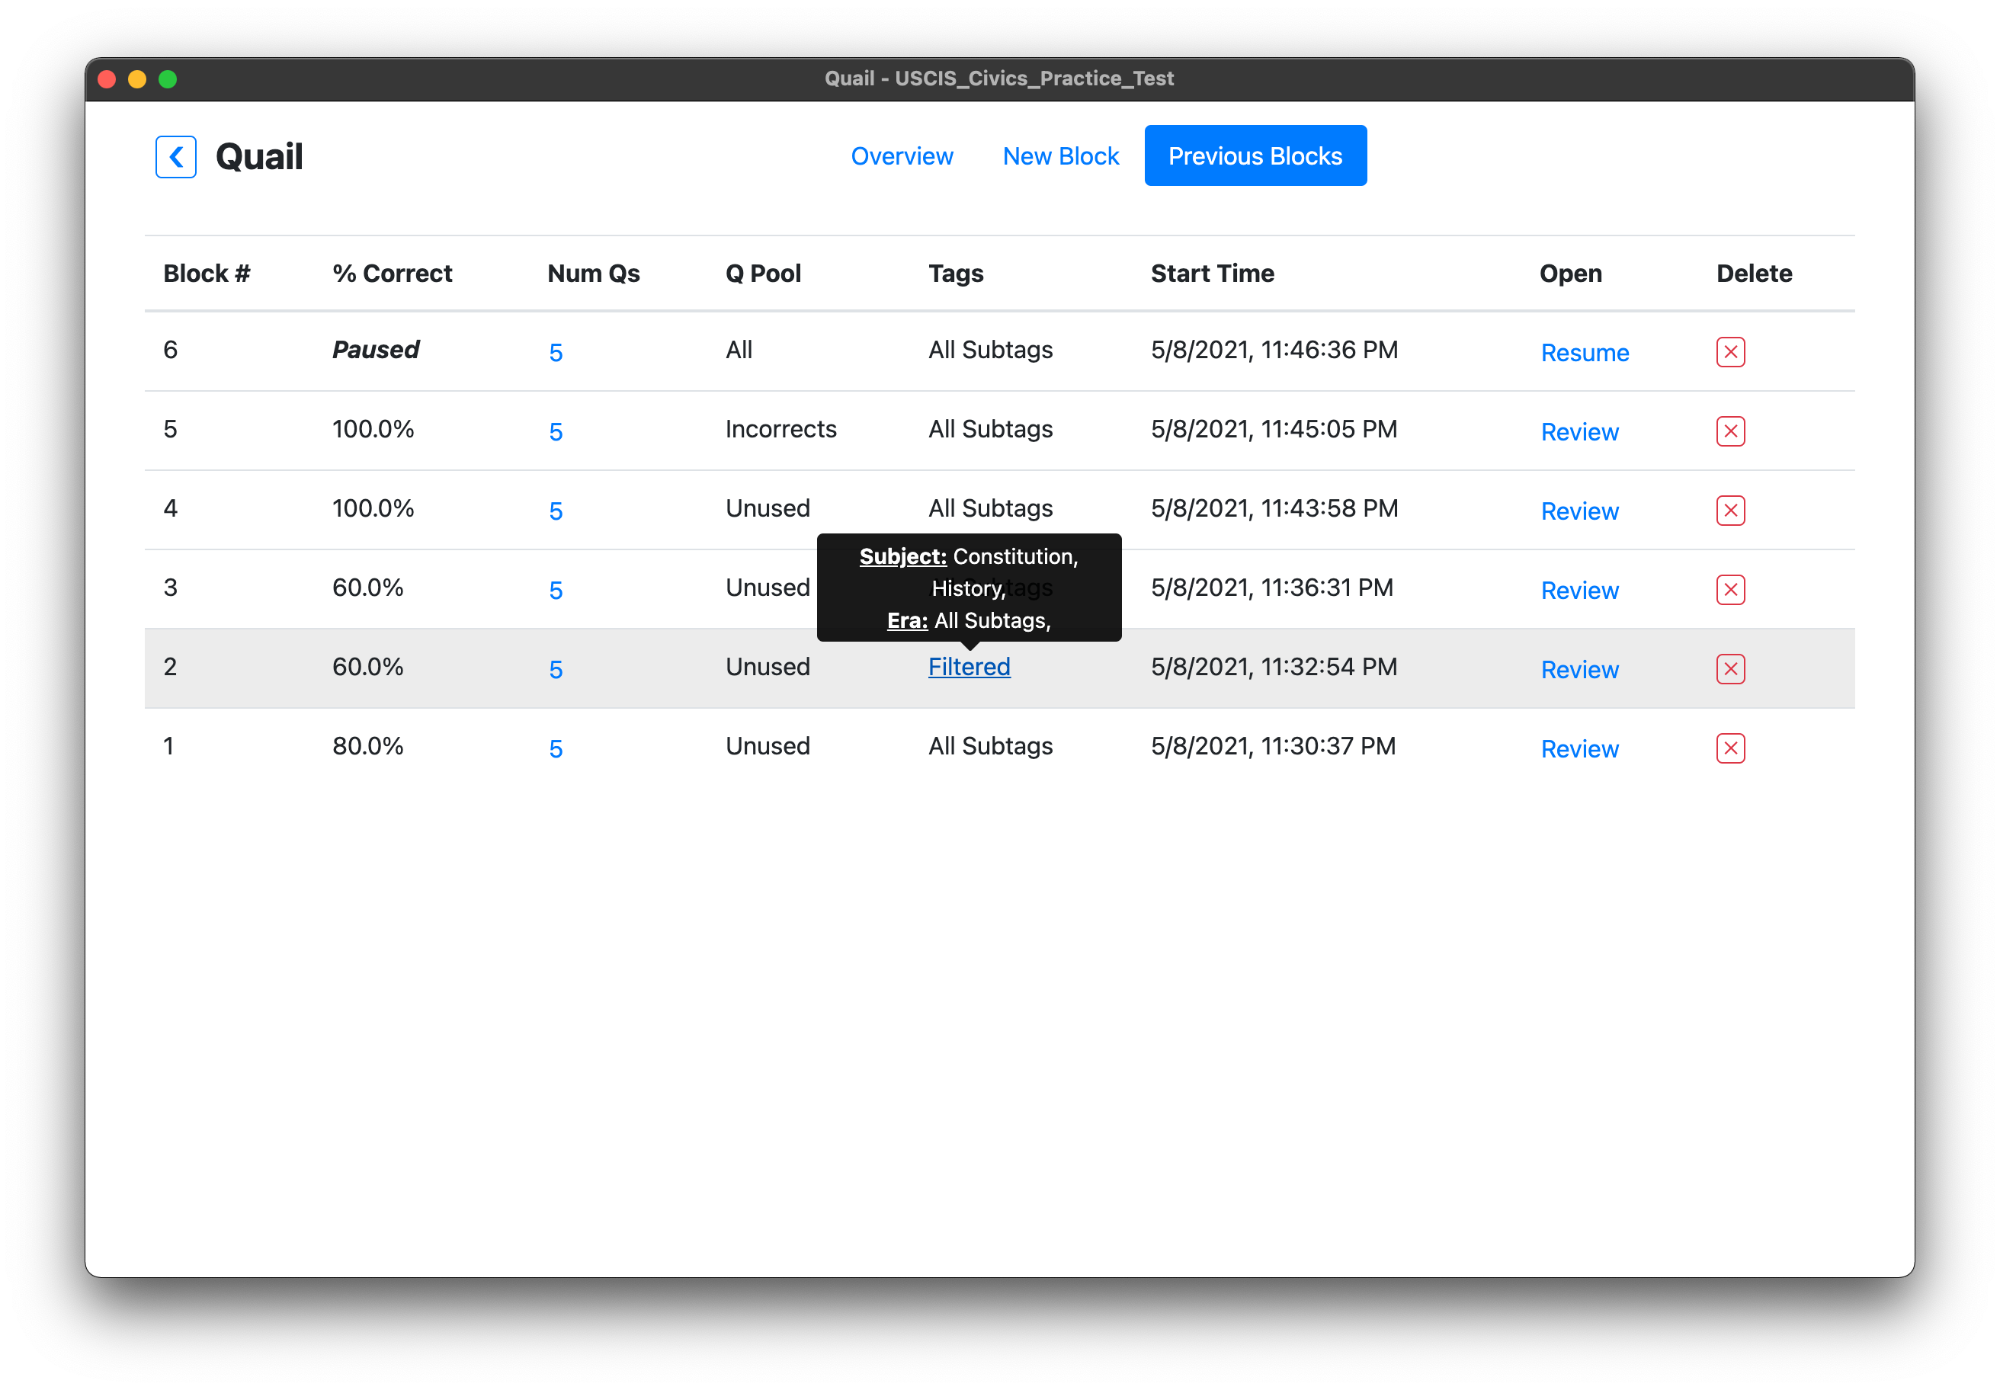 Quail - USCIS_Civics_Practice_Test
Quail
Overview New Block Previous Blocks
Block # % Correct Num Qs Q Pool Tags Start Time Open Delete
6 Paused 5 All All Subtags 5/8/2021, 11:46:36 PM Resume
5 100.0% 5 Incorrects All Subtags 5/8/2021, 11:45:05 PM Review
4 100.0% 5 Unused All Subtags 5/8/2021, 11:43:58 PM Review
Subject: Constitution,
History,
Era: All Subtags,
3 60.0% 5 Unused All Subtags 5/8/2021, 11:36:31 PM Review
2 60.0% 5 Unused Filtered 5/8/2021, 11:32:54 PM Review
1 80.0% 5 Unused All Subtags 5/8/2021, 11:30:37 PM Review